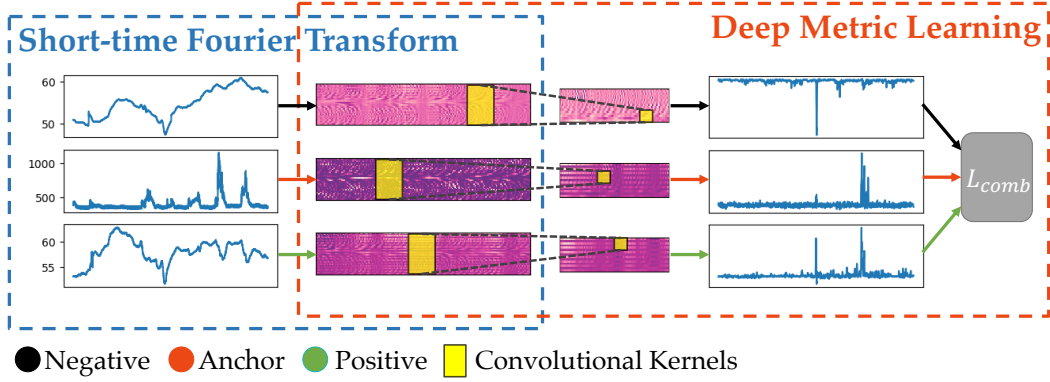 Short-time Fourier Transform
Deep Metric Learning
60
50
1000
500
60
55
L_comb
Negative
Anchor
Positive
Convolutional Kernels